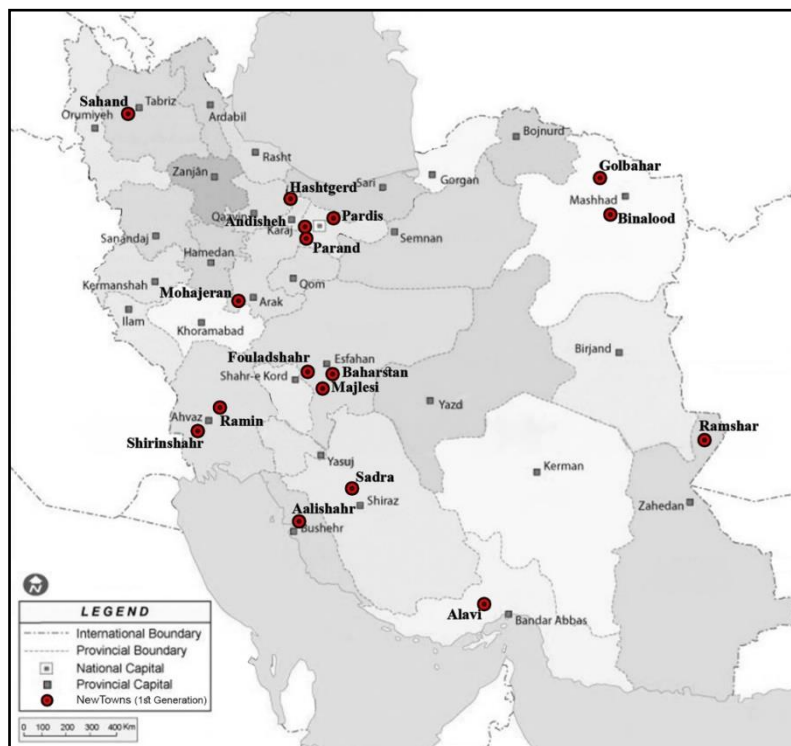 Sahand
Tabriz
Orumiyeh
Ardabil
Rasht
Zanjân
Bojnurd
Golbahar
Mashhad
Binalood
Gorgan
Sari
Hashtgerd
Qazvin
Andisheh
Karaj
Pardis
Parand
Semnan
Sanandaj
Hamedan
Kermanshah
Mohajeran
Arak
Qom
Ilam
Khoramabad
Fouladshahr
Esfahan
Baharstan
Shahr-e Kord
Majlesi
Birjand
Yazd
Ahvaz
Ramin
Shirinshahr
Ramshar
Yasuj
Kerman
Sadra
Shiraz
Aalishahr
Bushehr
Zahedan
Alavi
Bandar Abbas
N
LEGEND
International Boundary
Provincial Boundary
National Capital
Provincial Capital
NewTowns (1st Generation)
0 100 200 300 400 Km